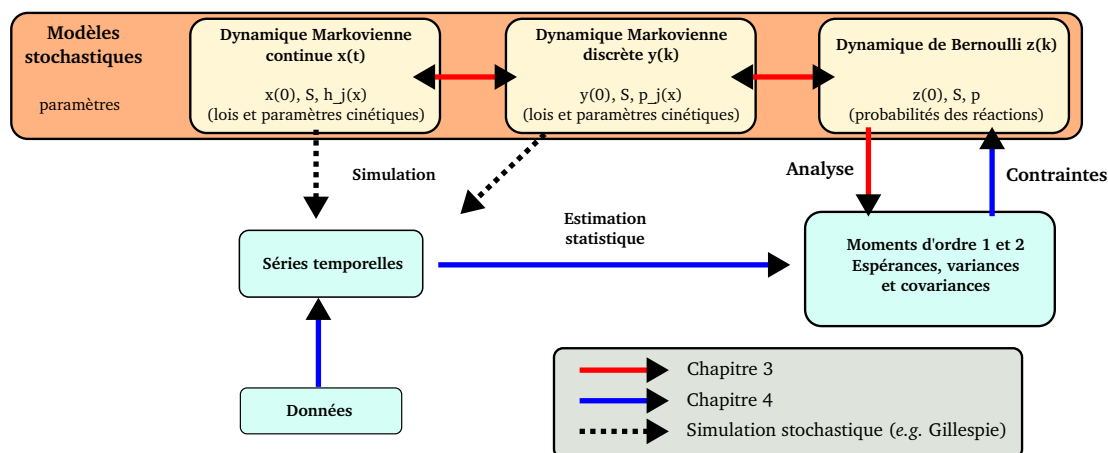 Modèles
stochastiques
paramètres
Dynamique Markovienne
continue x(t)
x(0), S, h_j(x)
(lois et paramètres cinétiques)
Dynamique Markovienne
discrète y(k)
y(0), S, p_j(x)
(lois et paramètres cinétiques)
Dynamique de Bernoulli z(k)
z(0), S, p
(probabilités des réactions)
Simulation
Analyse
Contraintes
Estimation
statistique
Séries temporelles
Moments d'ordre 1 et 2
Espérances, variances
et covariances
Données
Chapitre 3
Chapitre 4
Simulation stochastique (e.g. Gillespie)